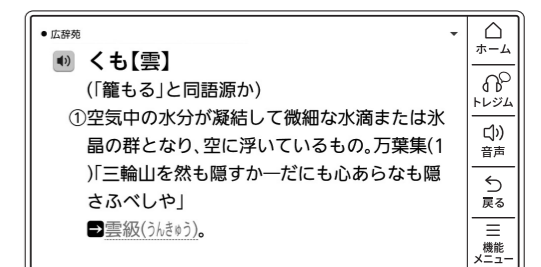 ● 広辞苑
くも【雲】
(「籠もる」と同語源か)
①空気中の水分が凝結して微細な水滴または氷
晶の群となり、空に浮いているもの。万葉集(1
)「三輪山を然も隠すか―だにも心あらなも隠
さふべしや」
➡雲級(うんきゅう)。
ホーム
トレジム
音声
戻る
機能
メニュー